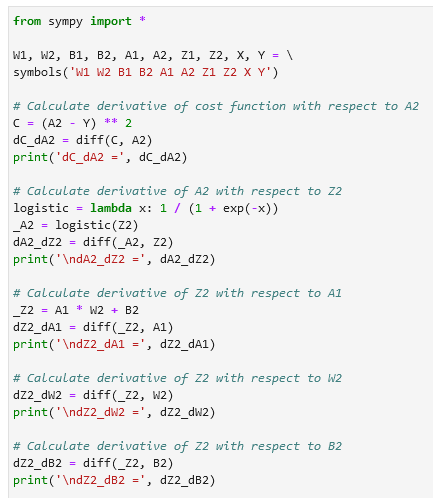 from sympy import *
W1, W2, B1, B2, A1, A2, Z1, Z2, X, Y = \
symbols('W1 W2 B1 B2 A1 A2 Z1 Z2 X Y')
# Calculate derivative of cost function with respect to A2
C = (A2 - Y) ** 2
dC_dA2 = diff(C, A2)
print('dC_dA2 =', dC_dA2)
# Calculate derivative of A2 with respect to Z2
logistic = lambda x: 1 / (1 + exp(-x))
_A2 = logistic(Z2)
dA2_dZ2 = diff(_A2, Z2)
print('\ndA2_dZ2 =', dA2_dZ2)
# Calculate derivative of Z2 with respect to A1
_Z2 = A1 * W2 + B2
dZ2_dA1 = diff(_Z2, A1)
print('\ndZ2_dA1 =', dZ2_dA1)
# Calculate derivative of Z2 with respect to W2
dZ2_dW2 = diff(_Z2, W2)
print('\ndZ2_dW2 =', dZ2_dW2)
# Calculate derivative of Z2 with respect to B2
dZ2_dB2 = diff(_Z2, B2)
print('\ndZ2_dB2 =', dZ2_dB2)